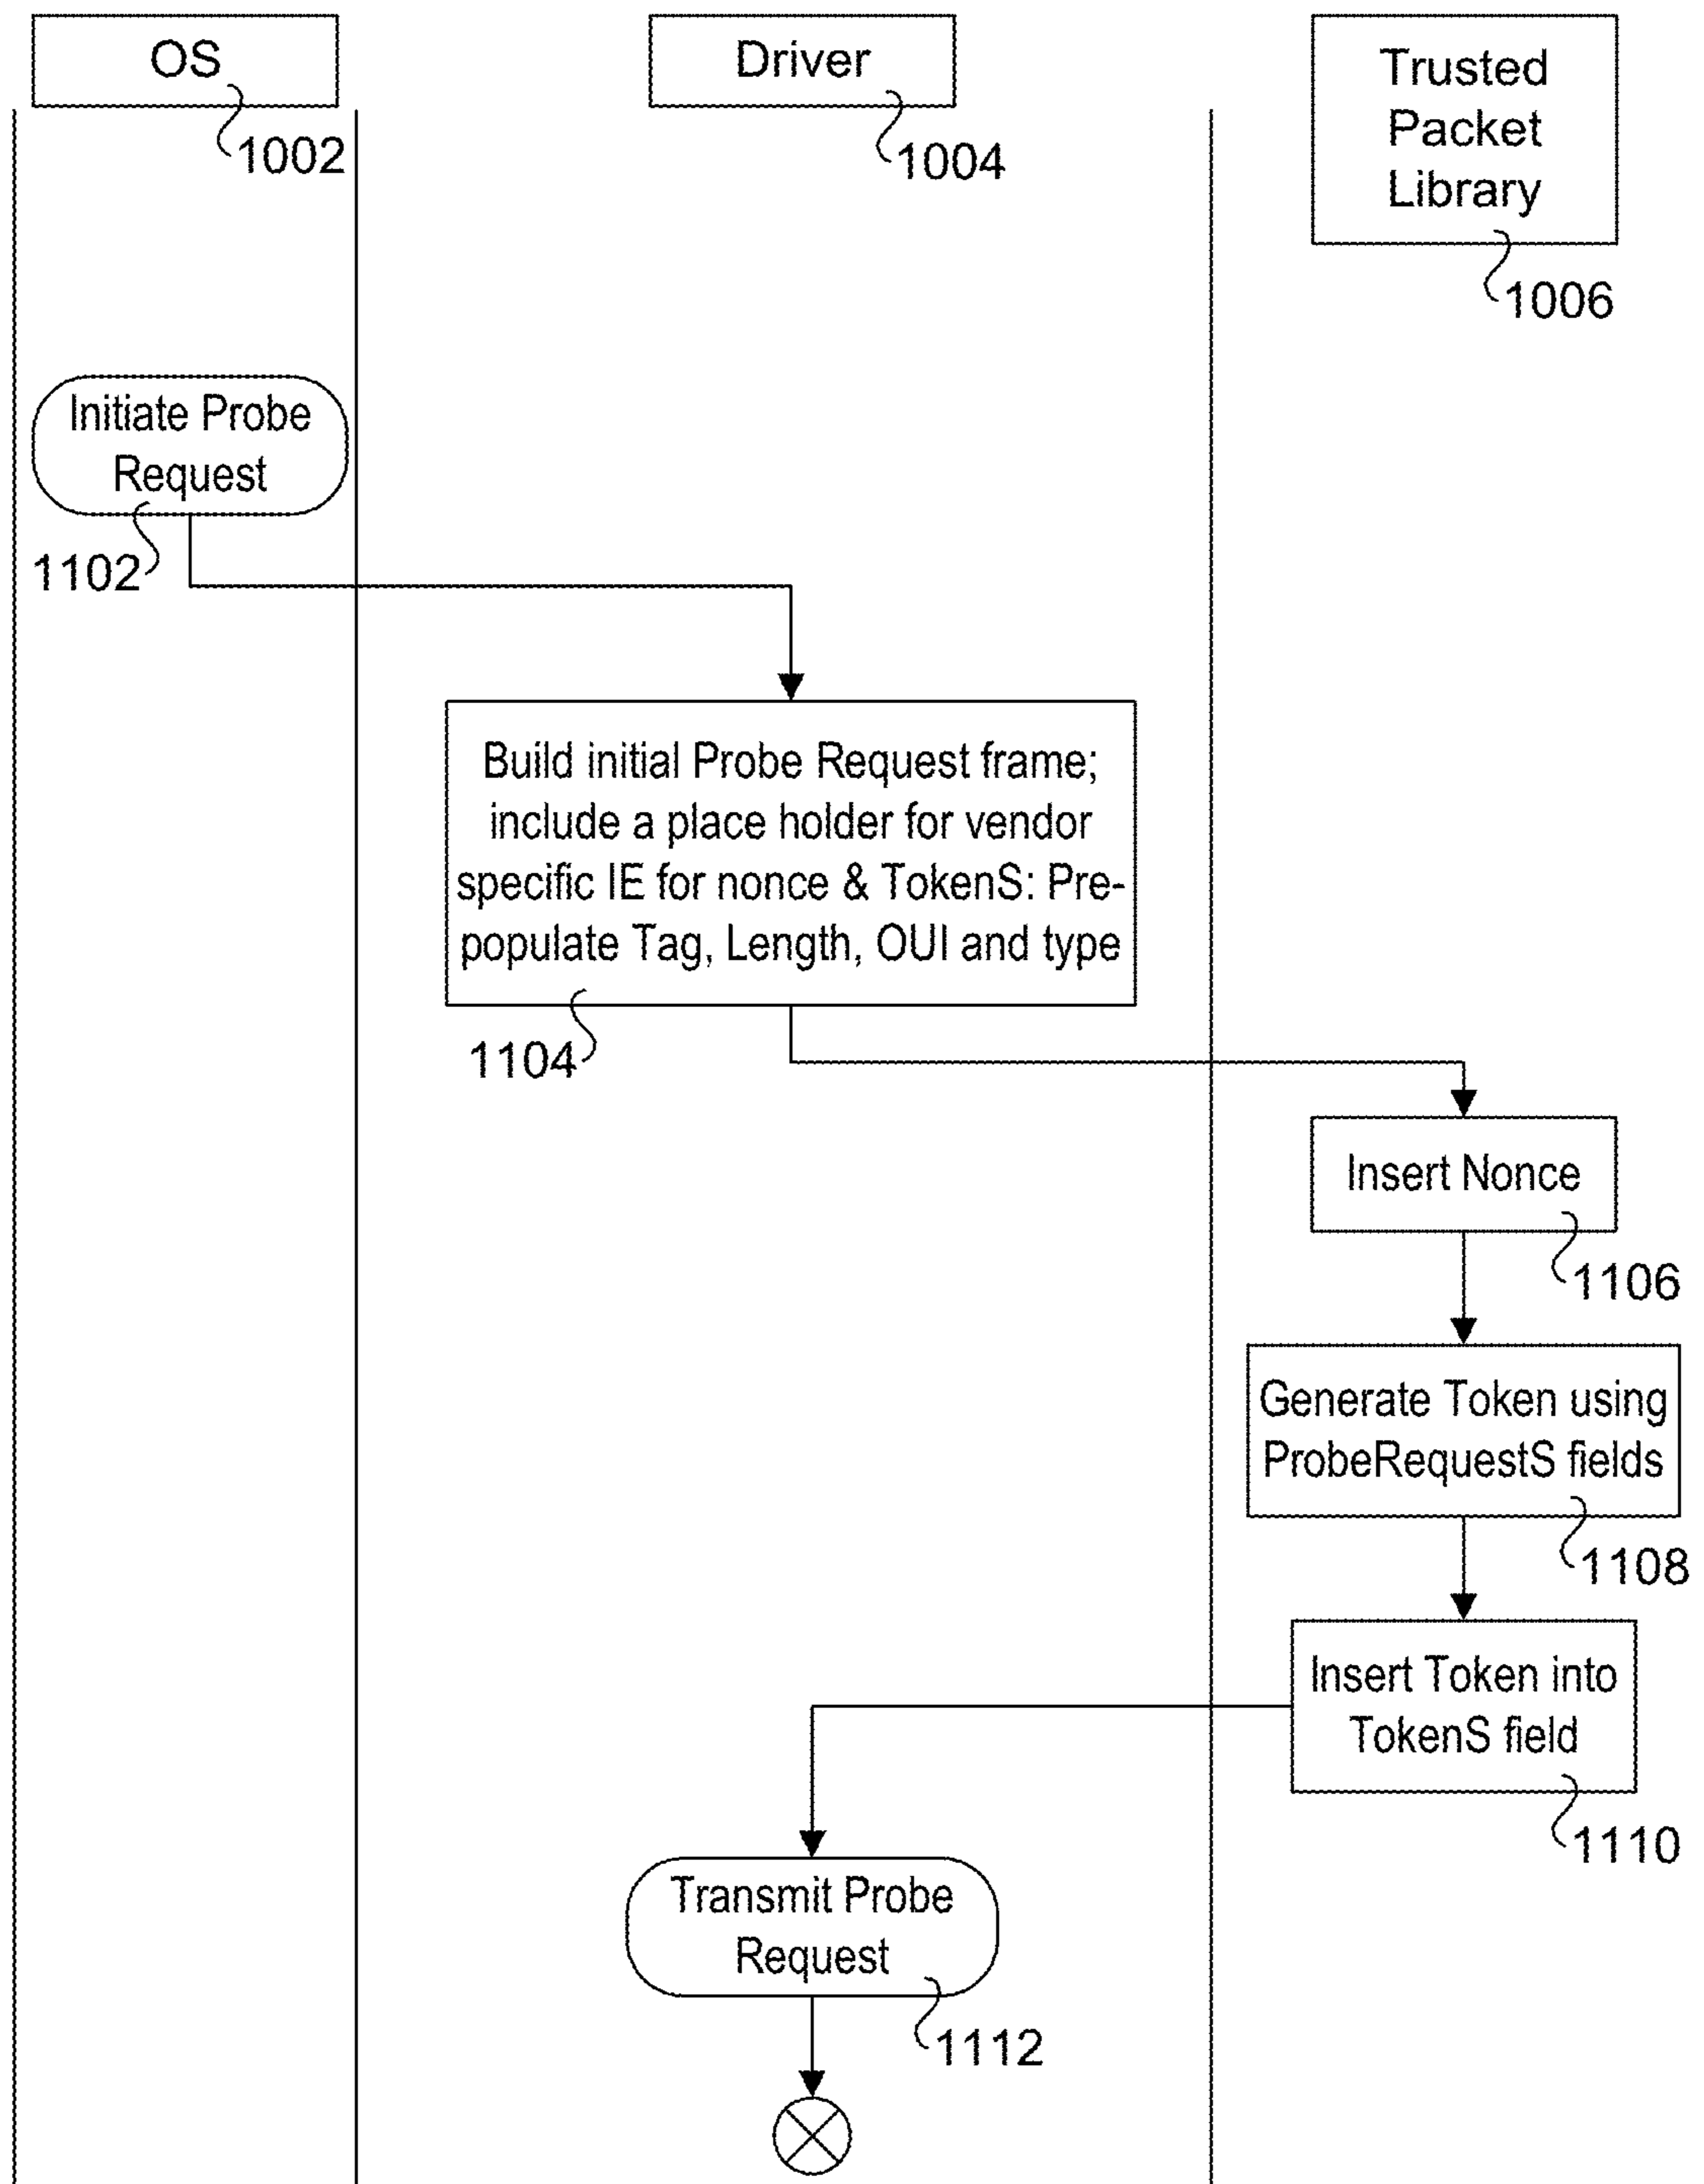 OS
1002
Driver
1004
Trusted
Packet
Library
1006
Initiate Probe
Request
1102
Build initial Probe Request frame;
include a place holder for vendor
specific IE for nonce & TokenS: Pre-
populate Tag, Length, OUI and type
1104
Insert Nonce
1106
Generate Token using
ProbeRequestS fields
1108
Insert Token into
TokenS field
1110
Transmit Probe
Request
1112